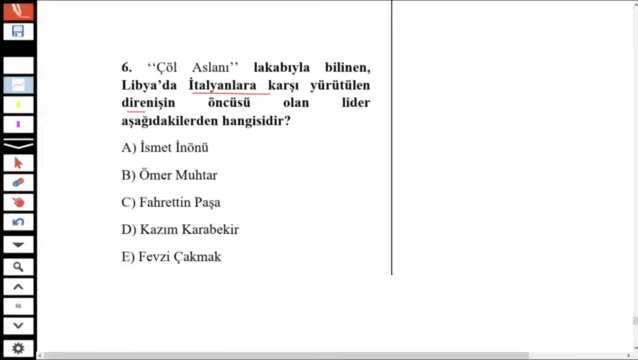 6. ‘‘Çöl Aslanı’’ lakabıyla bilinen,
Libya’da İtalyanlara karşı yürütülen
direnişin öncüsü olan lider
aşağıdakilerden hangisidir?
A) İsmet İnönü
B) Ömer Muhtar
C) Fahrettin Paşa
D) Kazım Karabekir
E) Fevzi Çakmak